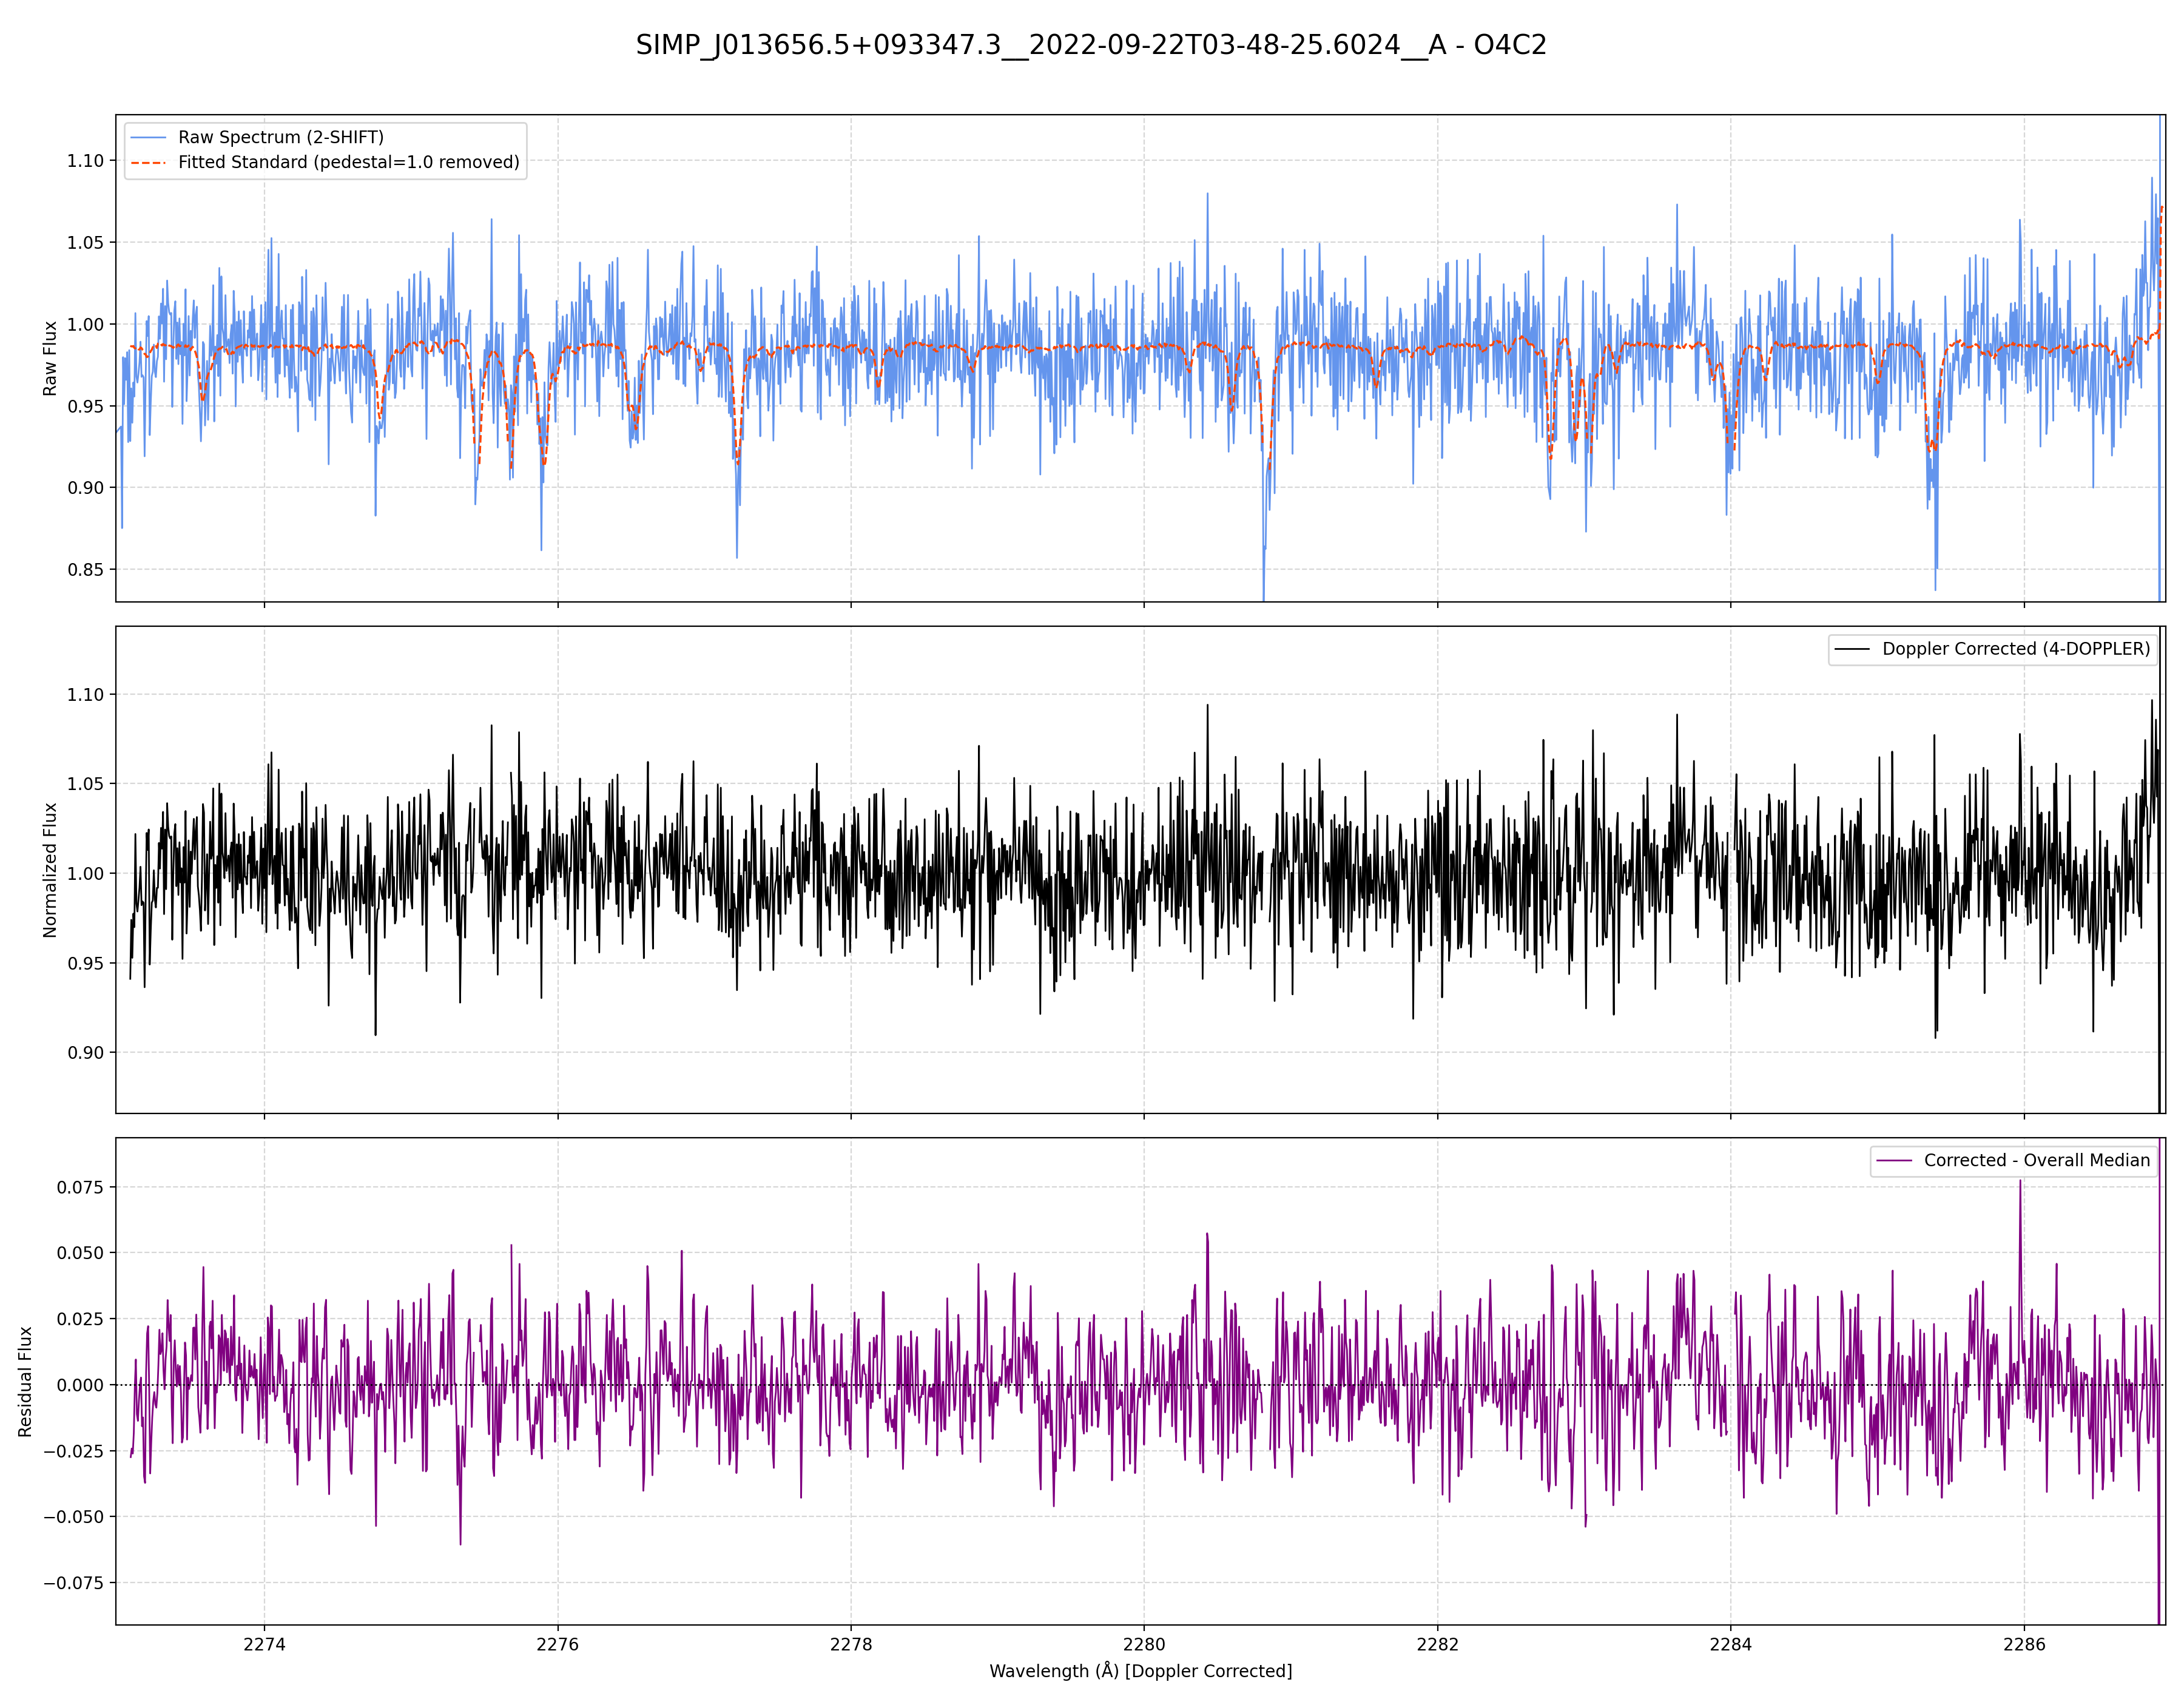 SIMP_J013656.5+093347.3__2022-09-22T03-48-25.6024__A - O4C2
Raw Spectrum (2-SHIFT)
Fitted Standard (pedestal=1.0 removed)
1.10
1.05
1.00
0.95
0.90
0.85
Raw Flux
Doppler Corrected (4-DOPPLER)
1.10
1.05
1.00
0.95
0.90
Normalized Flux
Corrected - Overall Median
0.075
0.050
0.025
0.000
−0.025
−0.050
−0.075
Residual Flux
2274 2276 2278 2280 2282 2284 2286
Wavelength (Å) [Doppler Corrected]